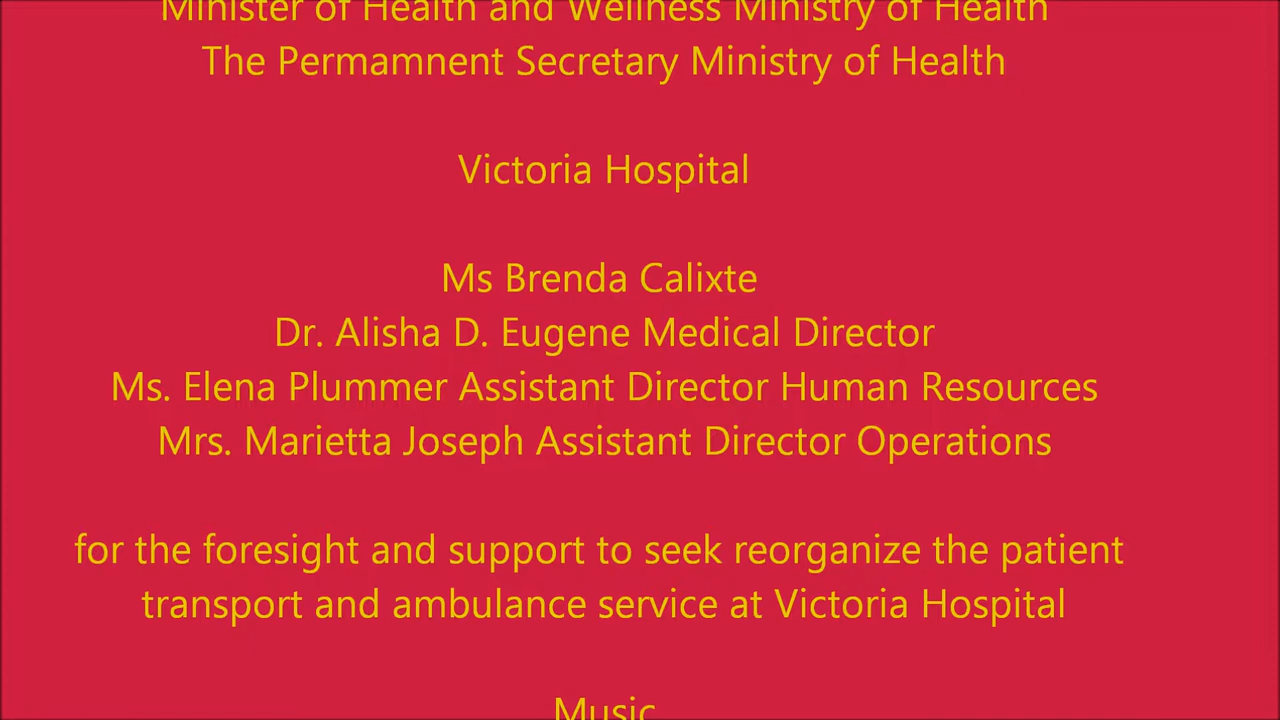 Minister of Health and Wellness Ministry of Health
The Permamnent Secretary Ministry of Health
Victoria Hospital
Ms Brenda Calixte
Dr. Alisha D. Eugene Medical Director
Ms. Elena Plummer Assistant Director Human Resources
Mrs. Marietta Joseph Assistant Director Operations
for the foresight and support to seek reorganize the patient
transport and ambulance service at Victoria Hospital
Music